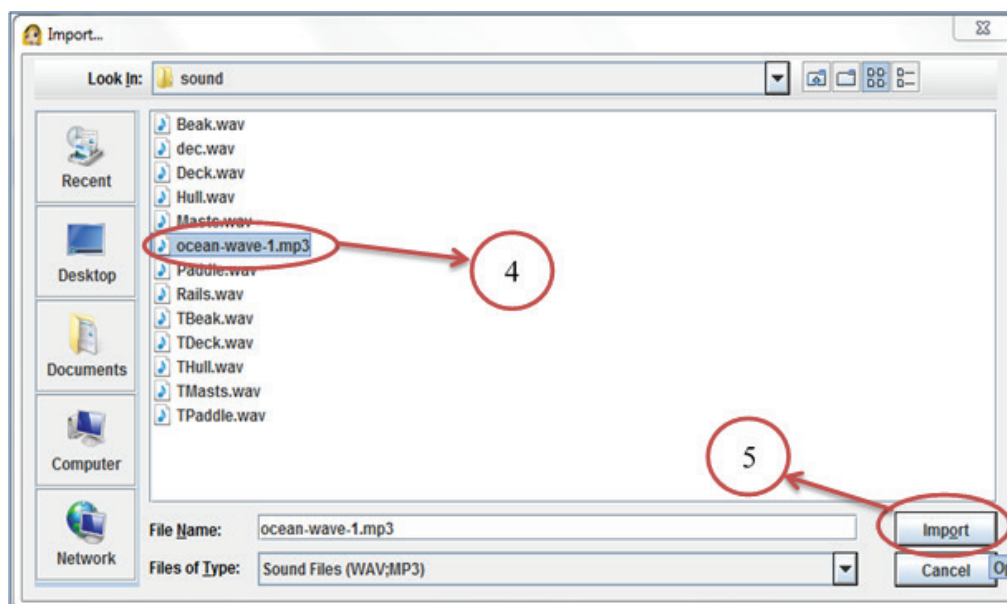 Import...
Look In: sound
Beak.wav
dec.wav
Deck.wav
Hull.wav
Masts.wav
ocean-wave-1.mp3
Paddle.wav
Rails.wav
TBeak.wav
TDeck.wav
THull.wav
TMasts.wav
TPaddle.wav
Recent
Desktop
Documents
Computer
Network
4
5
File Name: ocean-wave-1.mp3 Import
Files of Type: Sound Files (WAV;MP3) Cancel